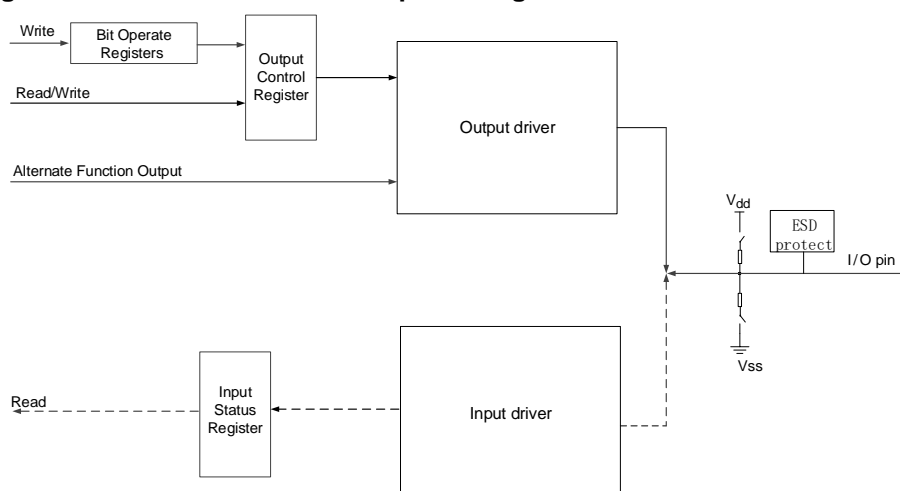 Write
Bit Operate
Registers
Output
Control
Register
Read/Write
Output driver
Alternate Function Output
Vdd
ESD
protect
I/O pin
Vss
Input
Status
Register
Read
Input driver